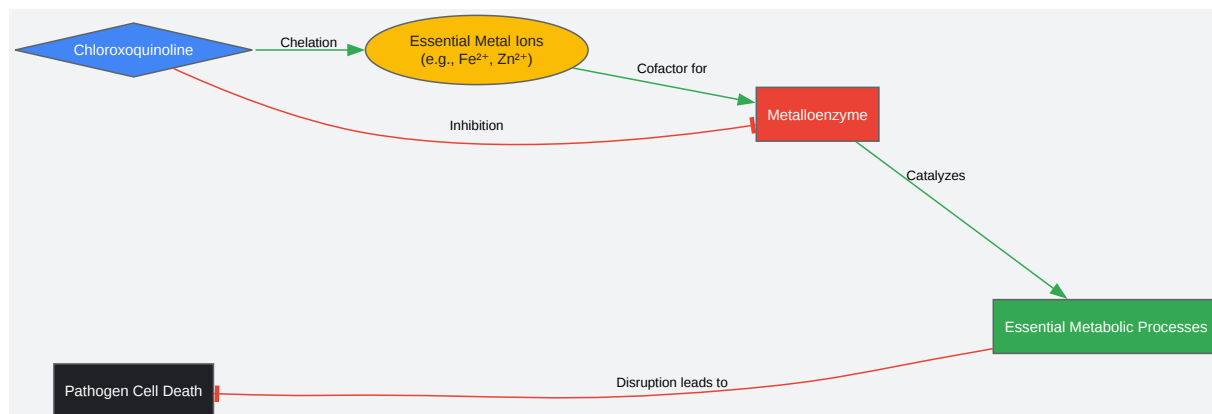 Chloroxoquinoline
Chelation
Essential Metal Ions
(e.g., Fe²⁺, Zn²⁺)
Cofactor for
Metalloenzyme
Inhibition
Catalyzes
Essential Metabolic Processes
Disruption leads to
Pathogen Cell Death